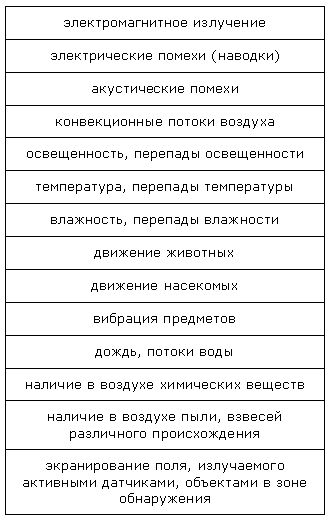 электромагнитное излучение
электрические помехи (наводки)
акустические помехи
конвекционные потоки воздуха
освещенность, перепады освещенности
температура, перепады температуры
влажность, перепады влажности
движение животных
движение насекомых
вибрация предметов
дождь, потоки воды
наличие в воздухе химических веществ
наличие в воздухе пыли, взвесей
различного происхождения
экранирование поля, излучаемого
активными датчиками, объектами в зоне
обнаружения